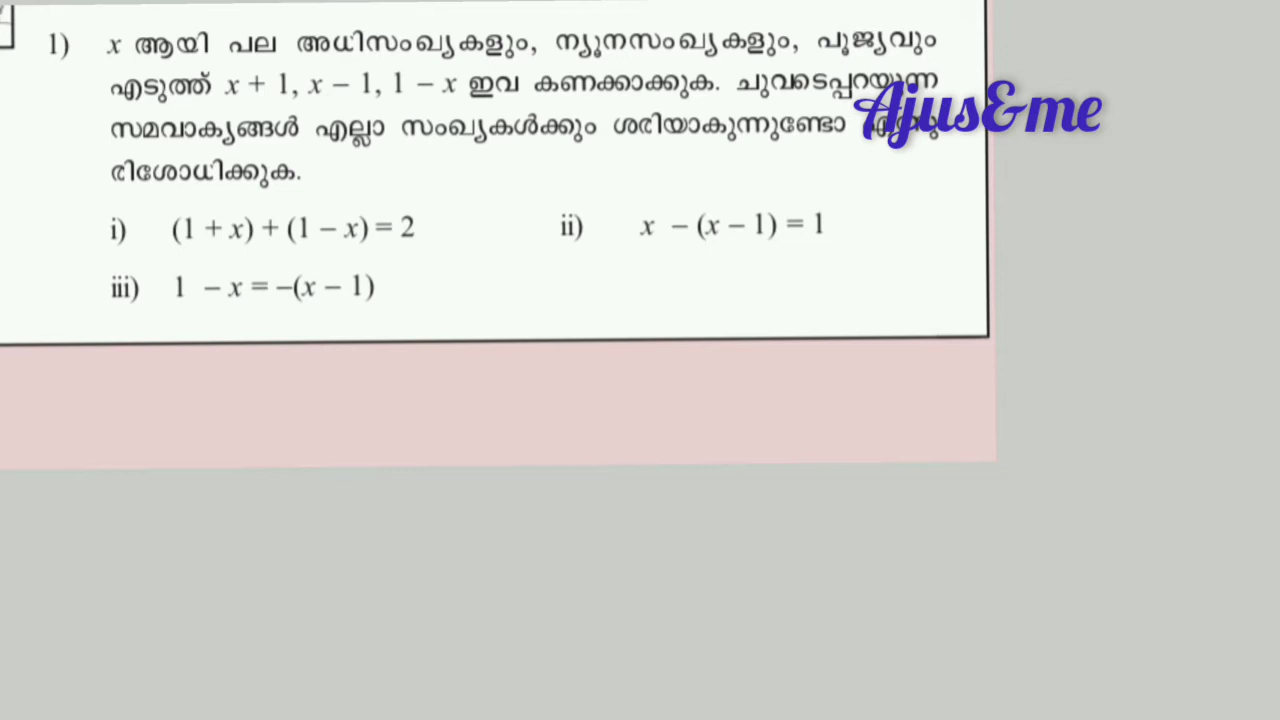 1) x ആയി പല അധിസംഖ്യകളും, ന്യൂനസംഖ്യകളും, പൂജ്യവും
എടുത്ത് x + 1, x − 1, 1 − x ഇവ കണക്കാക്കുക. ചുവടെപ്പറയുന്ന
സമവാക്യങ്ങൾ എല്ലാ സംഖ്യകൾക്കും ശരിയാകുന്നുണ്ടോ
Ajus&me
രിശോധിക്കുക.
i) (1 + x) + (1 − x) = 2 ii) x − (x − 1) = 1
iii) 1 − x = −(x − 1)